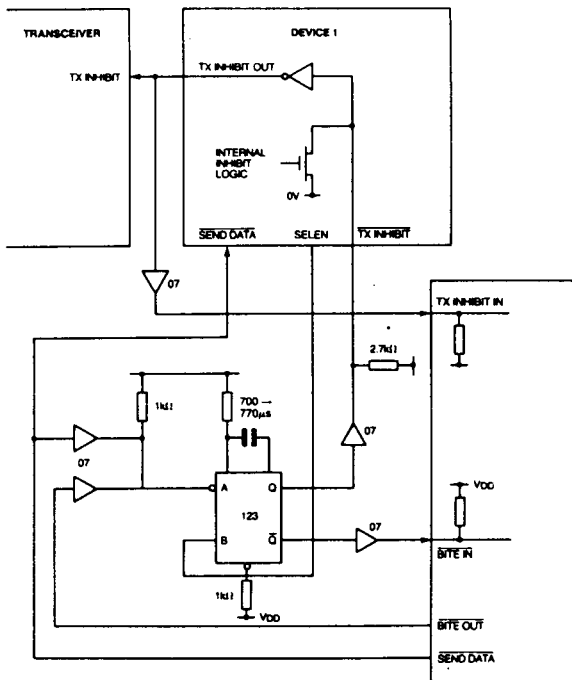 TRANSCEIVER
DEVICE 1
TX INHIBIT
TX INHIBIT OUT
INTERNAL
INHIBIT
LOGIC
0V
SEND DATA
SELEN
TX INHIBIT
07
TX INHIBIT IN
2.7kΩ
1kΩ
700 →
770μs
07
07
A
Q
123
B
Q
07
VDD
BITE IN
1kΩ
VDD
BITE OUT
SEND DATA